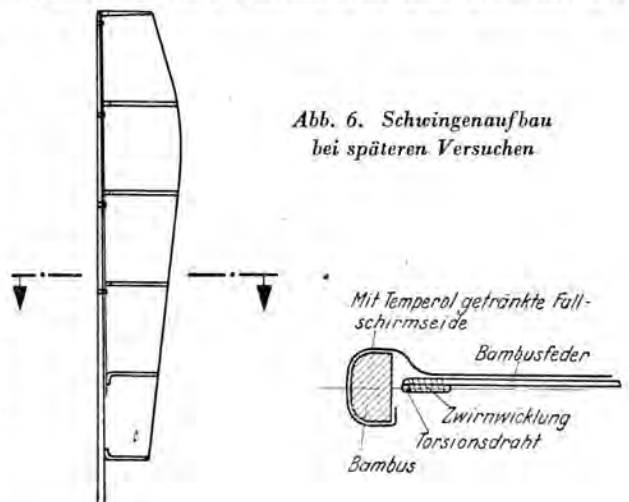 Abb. 6. Schwingenaufbau
bei späteren Versuchen
Mit Temperol getränkte Fall-
schirmseide
Bambusfeder
Zwirnwicklung
Torsionsdraht
Bambus
t